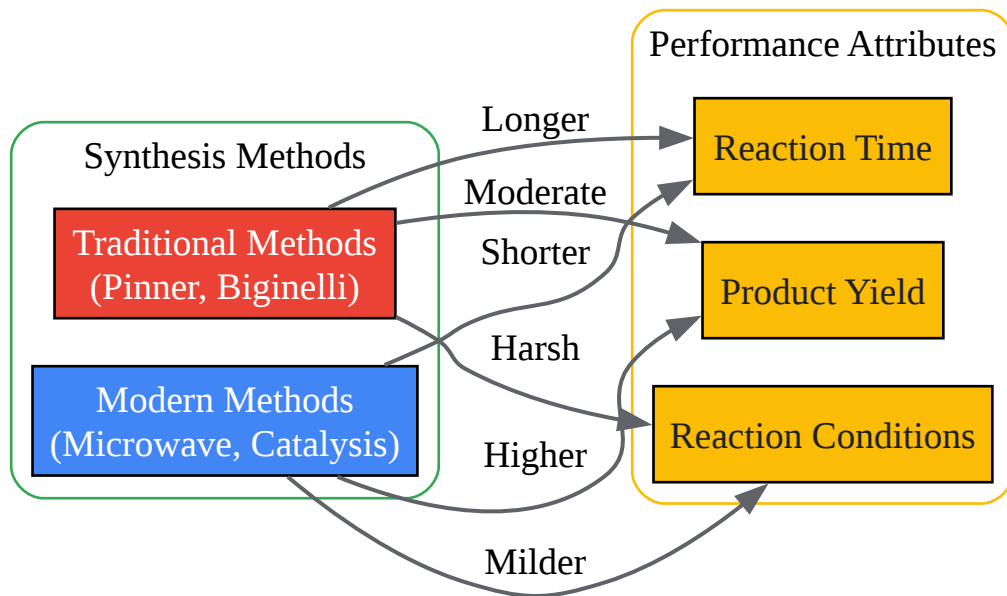 Synthesis Methods
Traditional Methods
(Pinner, Biginelli)
Modern Methods
(Microwave, Catalysis)
Longer
Moderate
Shorter
Harsh
Higher
Milder
Performance Attributes
Reaction Time
Product Yield
Reaction Conditions